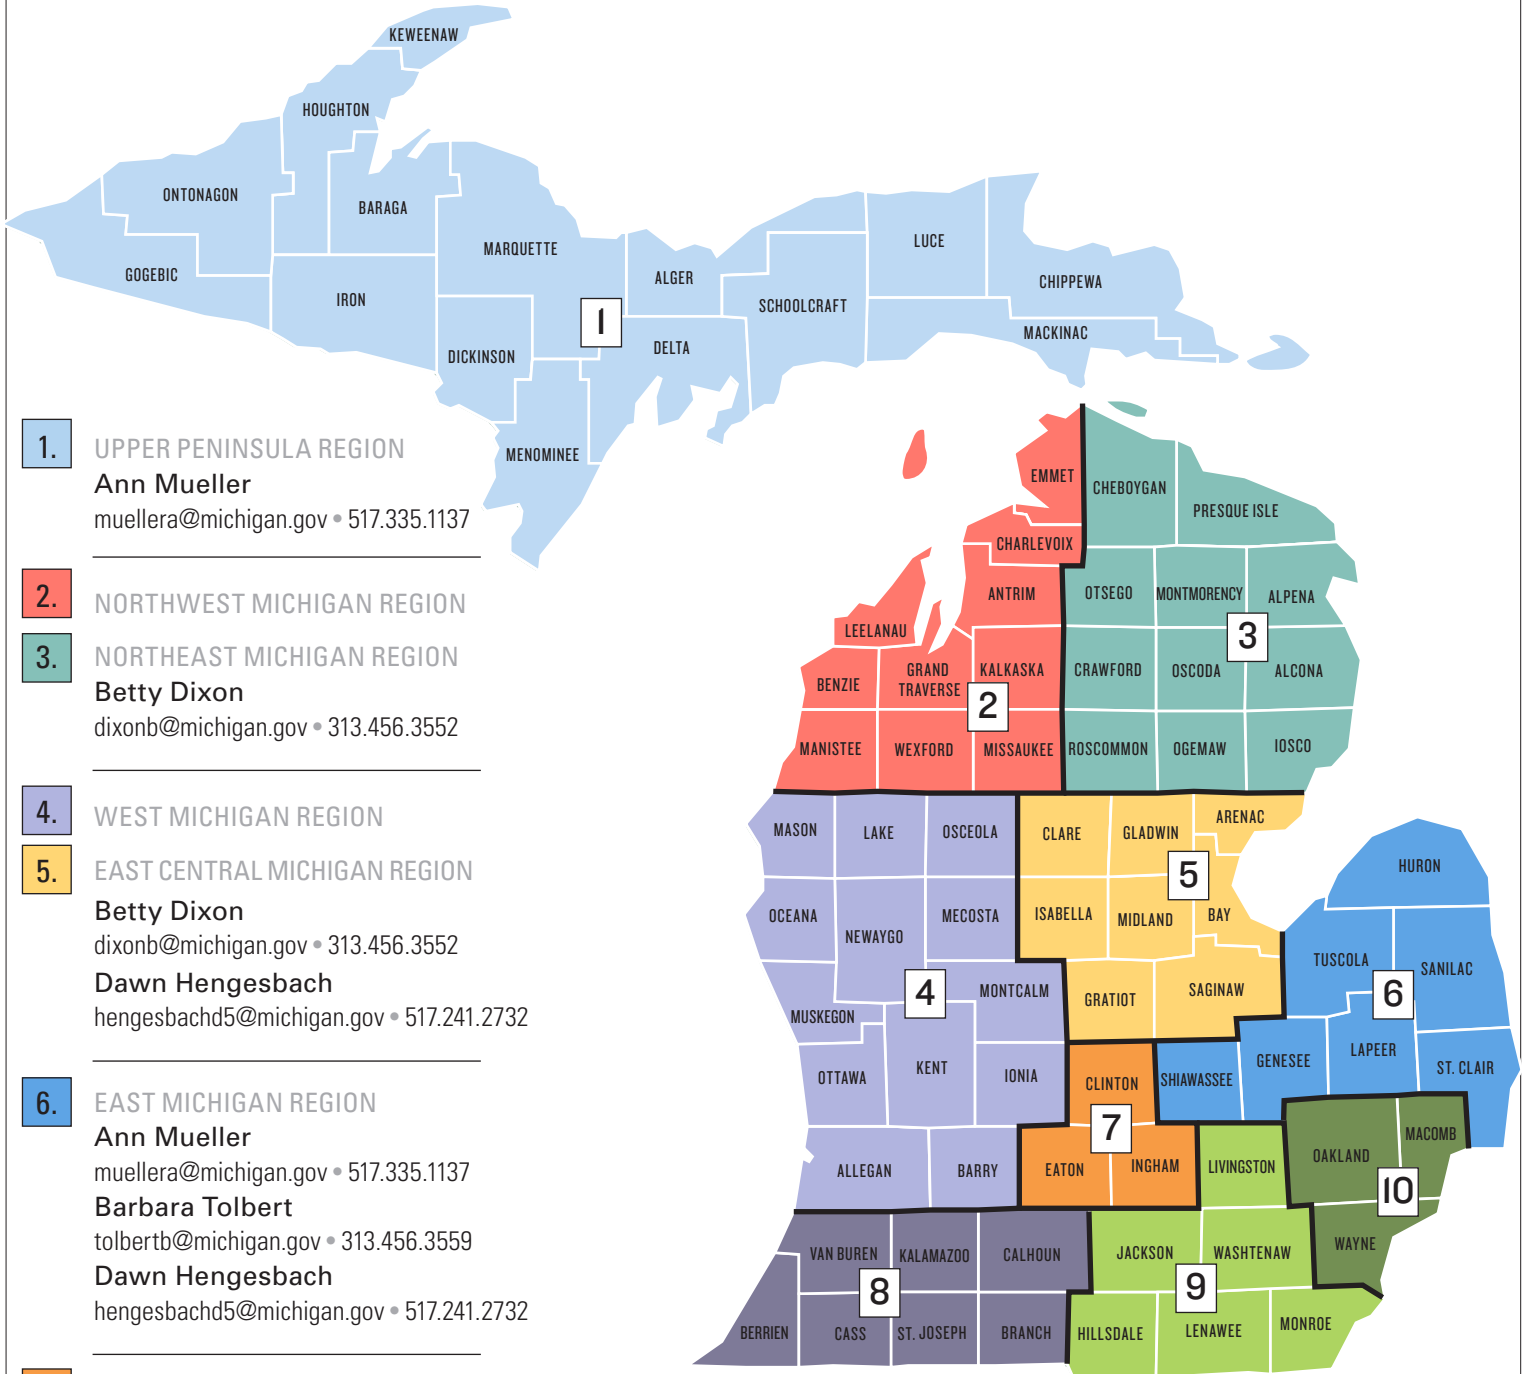 KEWEENAW
HOUGHTON
ONTONAGON
BARAGA
GOGEBIC
IRON
MARQUETTE
DICKINSON
MENOMINEE
1
ALGER
DELTA
SCHOOLCRAFT
LUCE
CHIPPEWA
MACKINAC
1. UPPER PENINSULA REGION
Ann Mueller
muellera@michigan.gov • 517.335.1137
2. NORTHWEST MICHIGAN REGION
3. NORTHEAST MICHIGAN REGION
Betty Dixon
dixonb@michigan.gov • 313.456.3552
4. WEST MICHIGAN REGION
5. EAST CENTRAL MICHIGAN REGION
Betty Dixon
dixonb@michigan.gov • 313.456.3552
Dawn Hengesbach
hengesbachd5@michigan.gov • 517.241.2732
6. EAST MICHIGAN REGION
Ann Mueller
muellera@michigan.gov • 517.335.1137
Barbara Tolbert
tolbertb@michigan.gov • 313.456.3559
Dawn Hengesbach
hengesbachd5@michigan.gov • 517.241.2732
EMMET
CHARLEVOIX
ANTRIM
LEELANAU
BENZIE
GRAND
TRAVERSE
KALKASKA
2
MANISTEE
WEXFORD
MISSAUKEE
CHEBOYGAN
PRESQUE ISLE
OTSEGO
MONTMORENCY
ALPENA
3
CRAWFORD
OSCODA
ALCONA
ROSCOMMON
OGEMAW
IOSCO
MASON
LAKE
OSCEOLA
OCEANA
NEWAYGO
MECOSTA
4
MUSKEGON
MONTCALM
OTTAWA
KENT
IONIA
ALLEGAN
BARRY
CLARE
GLADWIN
ARENAC
5
ISABELLA
MIDLAND
BAY
GRATIOT
SAGINAW
HURON
TUSCOLA
SANILAC
6
SHIAWASSEE
GENESEE
LAPEER
ST. CLAIR
CLINTON
7
EATON
INGHAM
VAN BUREN
KALAMAZOO
CALHOUN
8
BERRIEN
CASS
ST. JOSEPH
BRANCH
LIVINGSTON
JACKSON
WASHTENAW
9
HILLSDALE
LENAWEE
MONROE
OAKLAND
MACOMB
10
WAYNE